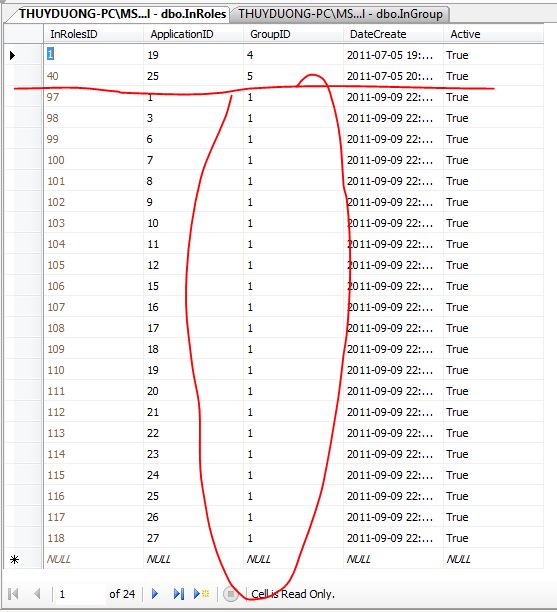 THUYDUONG-PC\MS...l - dbo.InRoles THUYDUONG-PC\MS...l - dbo.InGroup
InRolesID ApplicationID GroupID DateCreate Active
1 19 4 2011-07-05 19:... True
40 25 5 2011-07-05 20:... True
97 1 1 2011-09-09 22:... True
98 3 1 2011-09-09 22:... True
99 6 1 2011-09-09 22:... True
100 7 1 2011-09-09 22:... True
101 8 1 2011-09-09 22:... True
102 9 1 2011-09-09 22:... True
103 10 1 2011-09-09 22:... True
104 11 1 2011-09-09 22:... True
105 12 1 2011-09-09 22:... True
106 15 1 2011-09-09 22:... True
107 16 1 2011-09-09 22:... True
108 17 1 2011-09-09 22:... True
109 18 1 2011-09-09 22:... True
110 19 1 2011-09-09 22:... True
111 20 1 2011-09-09 22:... True
112 21 1 2011-09-09 22:... True
113 22 1 2011-09-09 22:... True
114 23 1 2011-09-09 22:... True
115 24 1 2011-09-09 22:... True
116 25 1 2011-09-09 22:... True
117 26 1 2011-09-09 22:... True
118 27 1 2011-09-09 22:... True
NULL NULL NULL NULL NULL
1 of 24 Cell is Read Only.